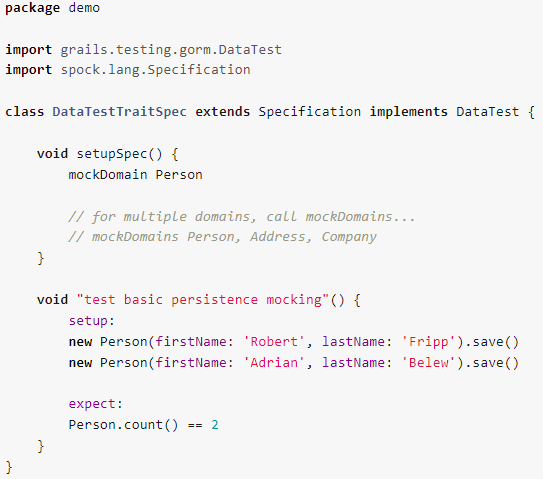 package demo

import grails.testing.gorm.DataTest
import spock.lang.Specification

class DataTestTraitSpec extends Specification implements DataTest {

    void setupSpec() {
        mockDomain Person

        // for multiple domains, call mockDomains...
        // mockDomains Person, Address, Company
    }

    void "test basic persistence mocking"() {
        setup:
        new Person(firstName: 'Robert', lastName: 'Fripp').save()
        new Person(firstName: 'Adrian', lastName: 'Belew').save()

        expect:
        Person.count() == 2
    }
}